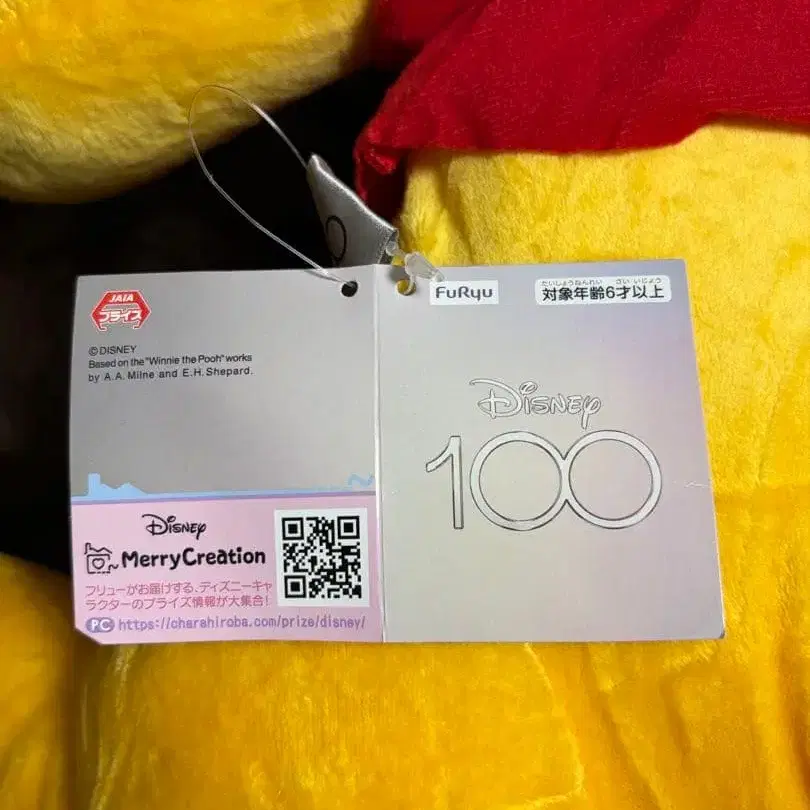 JAIA
プライズ
© DISNEY
Based on the "Winnie the Pooh" works
by A.A. Milne and E.H. Shepard.
Disney
MerryCreation
フリューがお届けする、ディズニーキャ
ラクターのプライズ情報が大集合!
PC https://charahiroba.com/prize/disney/
FuRyu
たいしょうねんれい さい いじょう
対象年齢6才以上
Disney
100